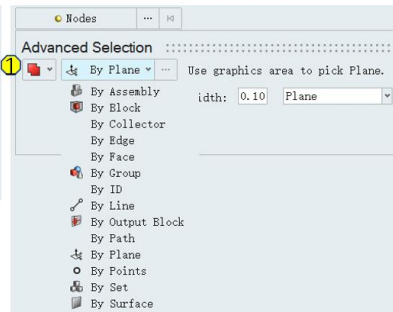 Nodes ...
Advanced Selection
1 By Plane ... Use graphics area to pick Plane.
By Assembly
idth: 0.10 Plane
By Block
By Collector
By Edge
By Face
By Group
By ID
By Line
By Output Block
By Path
By Plane
By Points
By Set
By Surface